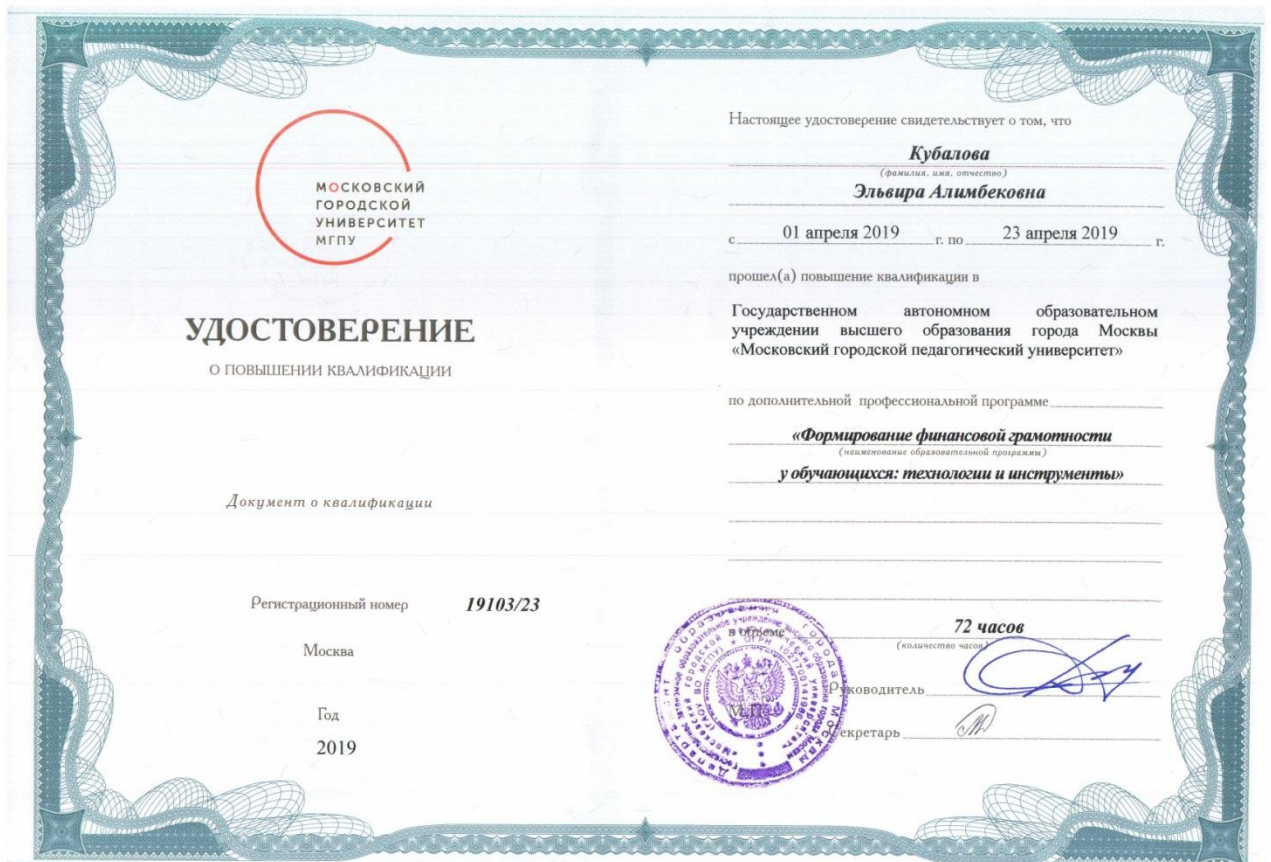 МОСКОВСКИЙ
ГОРОДСКОЙ
УНИВЕРСИТЕТ
МГПУ
УДОСТОВЕРЕНИЕ
О ПОВЫШЕНИИ КВАЛИФИКАЦИИ
Документ о квалификации
Регистрационный номер 19103/23
Москва
Год
2019
Настоящее удостоверение свидетельствует о том, что
Кубалова
(фамилия, имя, отчество)
Эльвира Алимбековна
с 01 апреля 2019 г. по 23 апреля 2019 г.
прошел(а) повышение квалификации в
Государственном автономном образовательном
учреждении высшего образования города Москвы
«Московский городской педагогический университет»
по дополнительной профессиональной программе
«Формирование финансовой грамотности
(наименование образовательной программы)
у обучающихся: технологии и инструменты»
в объеме 72 часов
(количество часов)
Руководитель
М.П.
Секретарь